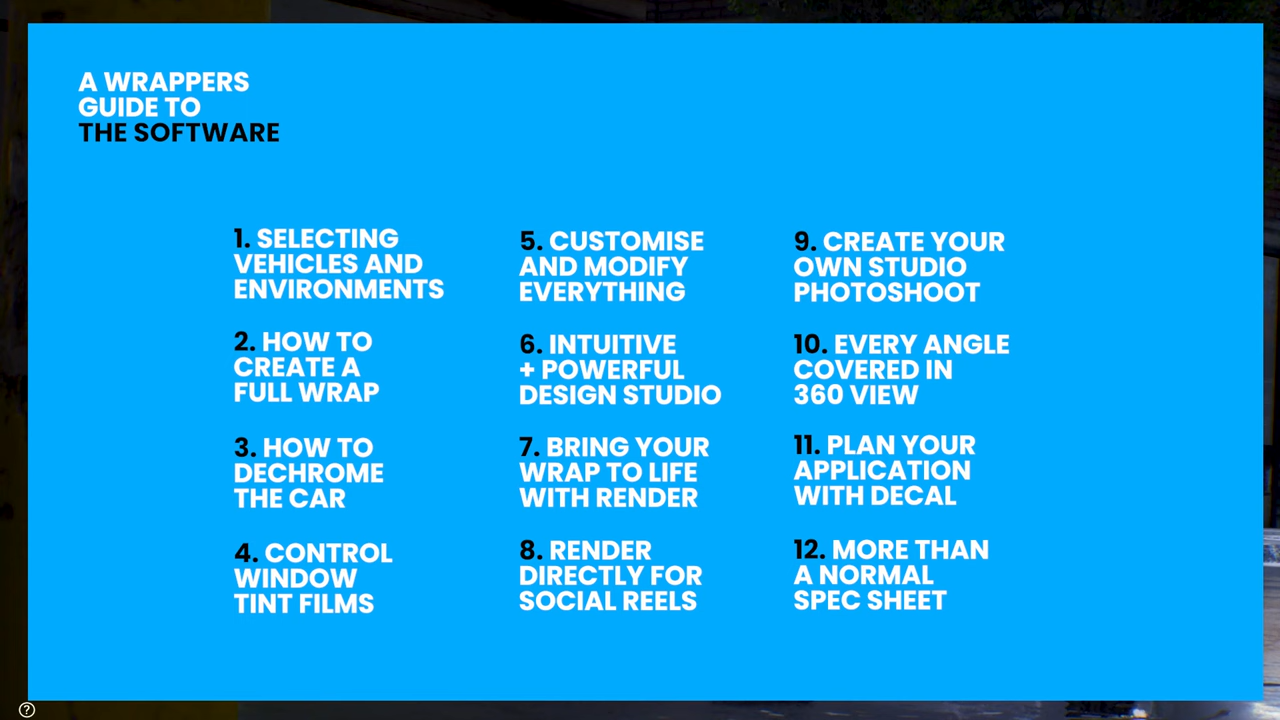 A WRAPPERS
GUIDE TO
THE SOFTWARE
1. SELECTING
VEHICLES AND
ENVIRONMENTS
2. HOW TO
CREATE A
FULL WRAP
3. HOW TO
DECHROME
THE CAR
4. CONTROL
WINDOW
TINT FILMS
5. CUSTOMISE
AND MODIFY
EVERYTHING
6. INTUITIVE
+ POWERFUL
DESIGN STUDIO
7. BRING YOUR
WRAP TO LIFE
WITH RENDER
8. RENDER
DIRECTLY FOR
SOCIAL REELS
9. CREATE YOUR
OWN STUDIO
PHOTOSHOOT
10. EVERY ANGLE
COVERED IN
360 VIEW
11. PLAN YOUR
APPLICATION
WITH DECAL
12. MORE THAN
A NORMAL
SPEC SHEET
?